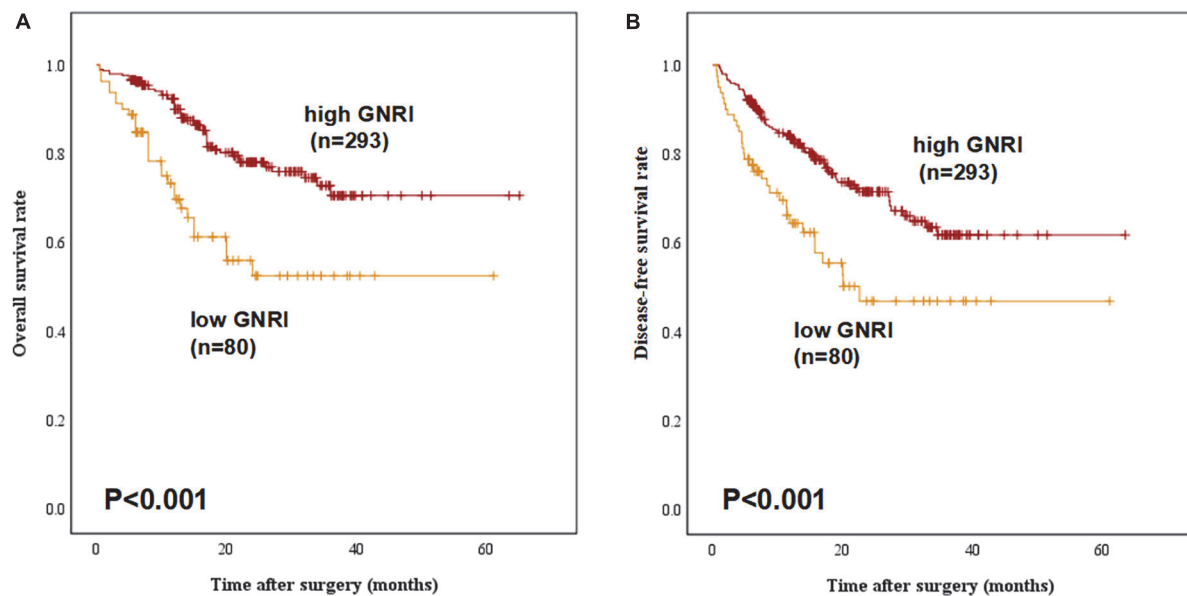 A
Overall survival rate
1.0
0.8
0.6
0.4
0.2
0.0
high GNRI
(n=293)
low GNRI
(n=80)
P<0.001
0 20 40 60
Time after surgery (months)
B
Disease-free survival rate
1.0
0.8
0.6
0.4
0.2
0.0
high GNRI
(n=293)
low GNRI
(n=80)
P<0.001
0 20 40 60
Time after surgery (months)